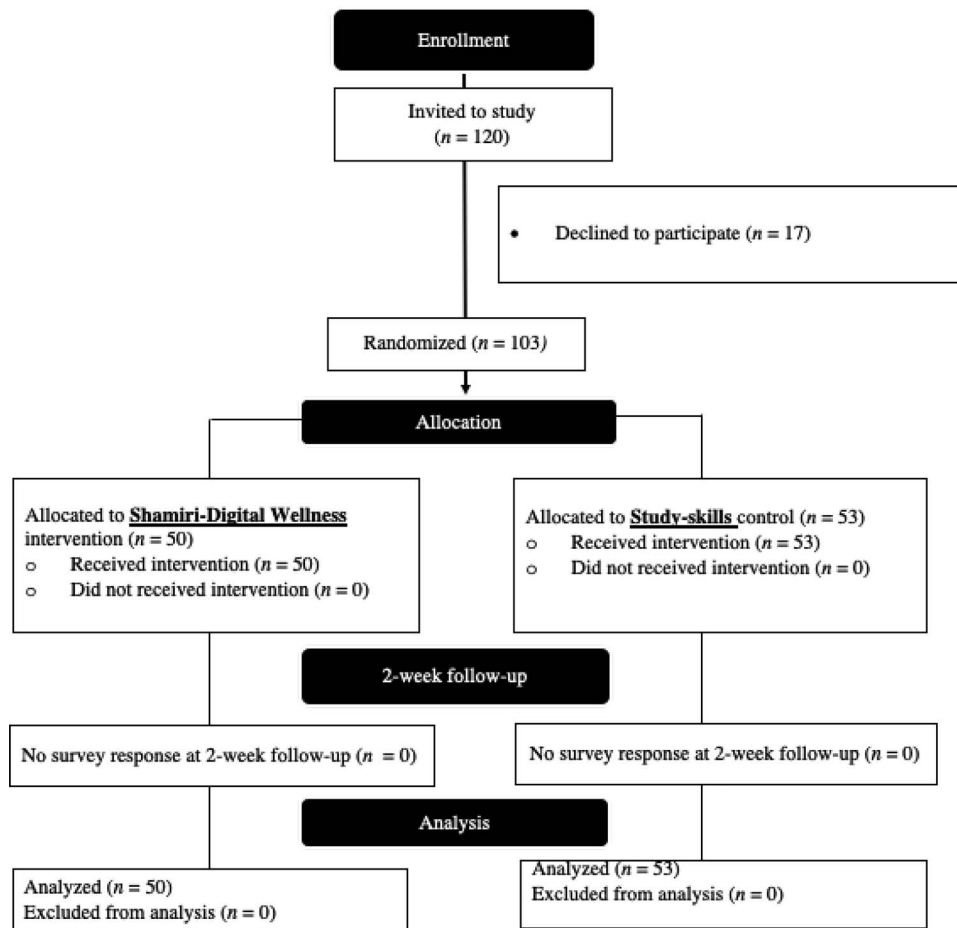 Enrollment
Invited to study
(n = 120)
• Declined to participate (n = 17)
Randomized (n = 103)
Allocation
Allocated to Shamiri-Digital Wellness
intervention (n = 50)
o Received intervention (n = 50)
o Did not received intervention (n = 0)
Allocated to Study-skills control (n = 53)
o Received intervention (n = 53)
o Did not received intervention (n = 0)
2-week follow-up
No survey response at 2-week follow-up (n = 0)
No survey response at 2-week follow-up (n = 0)
Analysis
Analyzed (n = 50)
Excluded from analysis (n = 0)
Analyzed (n = 53)
Excluded from analysis (n = 0)